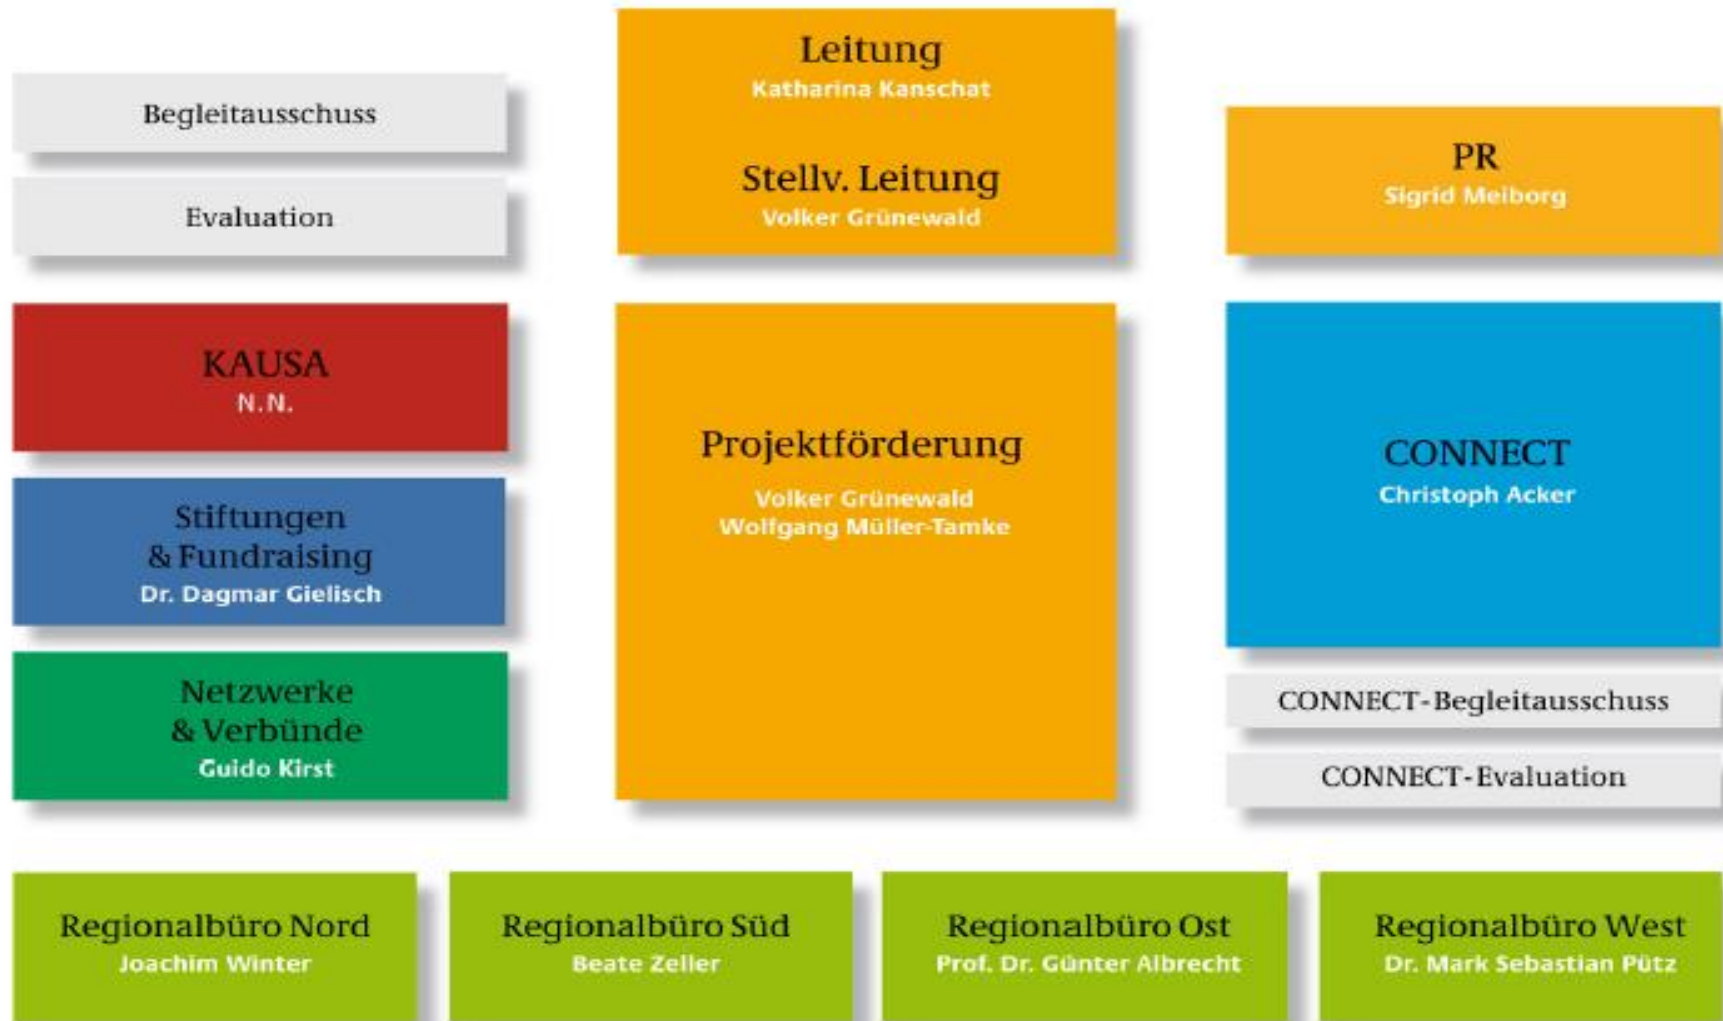 Leitung
Katharina Kanschat
Stellv. Leitung
Volker Grünewald
Begleitausschuss
Evaluation
PR
Sigrid Meiborg
KAUSA
N.N.
Stiftungen
& Fundraising
Dr. Dagmar Gielisch
Netzwerke
& Verbünde
Guido Kirst
Projektförderung
Volker Grünewald
Wolfgang Müller-Tamke
CONNECT
Christoph Acker
CONNECT-Begleitausschuss
CONNECT-Evaluation
Regionalbüro Nord
Joachim Winter
Regionalbüro Süd
Beate Zeller
Regionalbüro Ost
Prof. Dr. Günter Albrecht
Regionalbüro West
Dr. Mark Sebastian Pütz